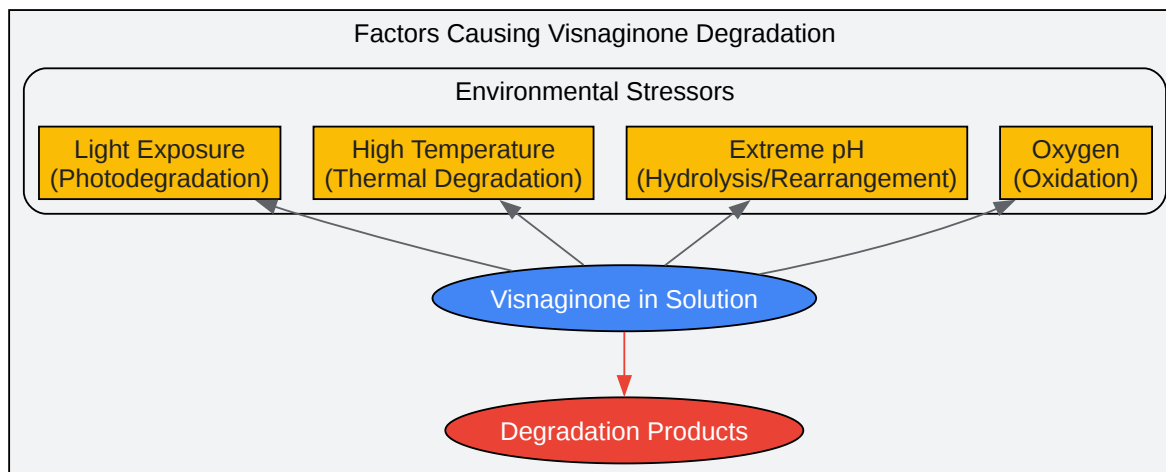 Factors Causing Visnaginone Degradation
Environmental Stressors
Light Exposure
(Photodegradation)
High Temperature
(Thermal Degradation)
Extreme pH
(Hydrolysis/Rearrangement)
Oxygen
(Oxidation)
Visnaginone in Solution
Degradation Products